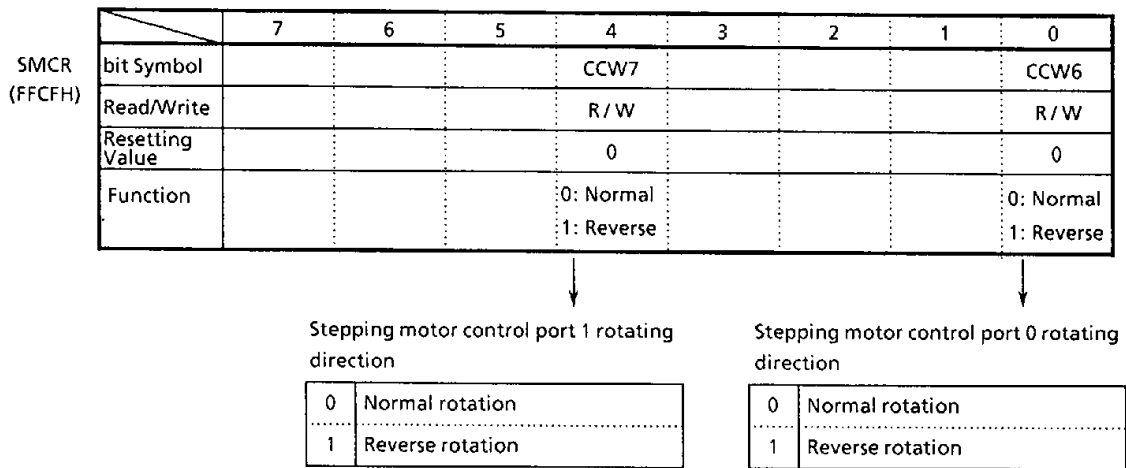 7 6 5 4 3 2 1 0
SMCR
(FFCFH)
bit Symbol CCW7 CCW6
Read/Write R/W R/W
Resetting
Value 0 0
Function 0: Normal 0: Normal
1: Reverse 1: Reverse
Stepping motor control port 1 rotating
direction
0 Normal rotation
1 Reverse rotation
Stepping motor control port 0 rotating
direction
0 Normal rotation
1 Reverse rotation